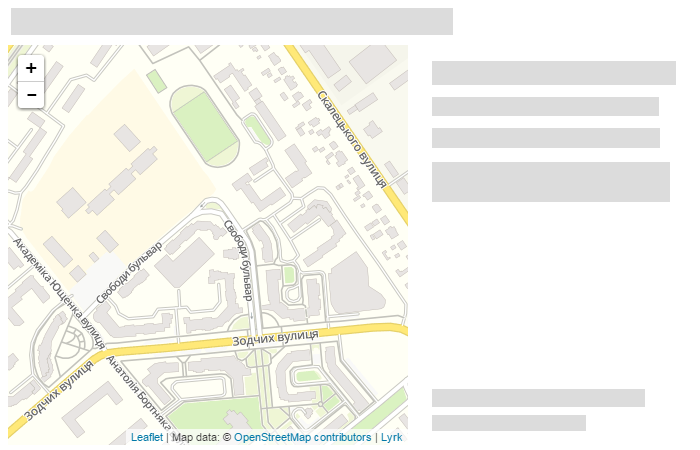 +
−
Скалецького вулиця
Свободи бульвар
Академіка Ющенка вулиця
Свободи бульвар
Зодчих вулиця
Зодчих вулиця
Анатолія Бортняка
Leaflet | Map data: © OpenStreetMap contributors | Lyrk